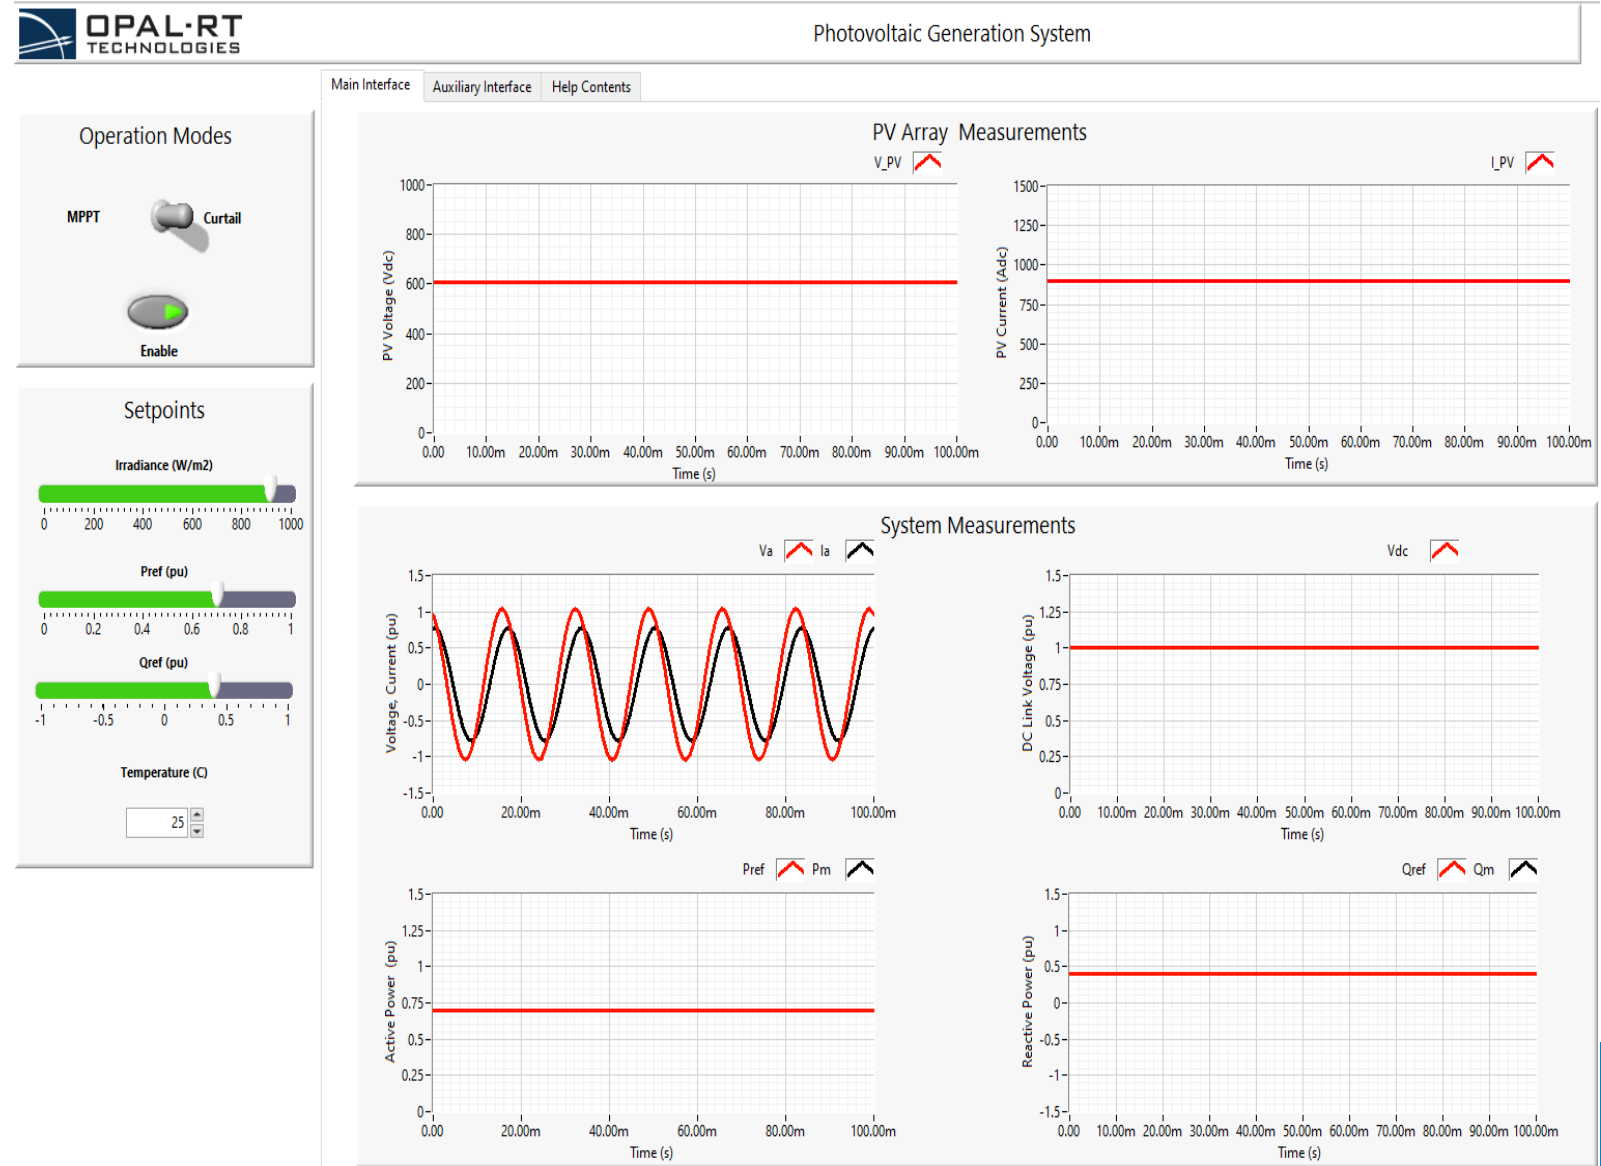 OPAL-RT
TECHNOLOGIES
Photovoltaic Generation System
Main Interface
Auxiliary Interface
Help Contents
Operation Modes
MPPT
Curtail
Enable
Setpoints
Irradiance (W/m2)
0 200 400 600 800 1000
Pref (pu)
0 0.2 0.4 0.6 0.8 1
Qref (pu)
-1 -0.5 0 0.5 1
Temperature (C)
25
PV Array Measurements
V_PV
PV Voltage (Vdc)
1000
800
600
400
200
0
0.00 10.00m 20.00m 30.00m 40.00m 50.00m 60.00m 70.00m 80.00m 90.00m 100.00m
Time (s)
I_PV
PV Current (Adc)
1500
1250
1000
750
500
250
0
0.00 10.00m 20.00m 30.00m 40.00m 50.00m 60.00m 70.00m 80.00m 90.00m 100.00m
Time (s)
System Measurements
Va Ia
Voltage, Current (pu)
1.5
1
0.5
0
-0.5
-1
-1.5
0.00 20.00m 40.00m 60.00m 80.00m 100.00m
Time (s)
Vdc
DC Link Voltage (pu)
1.5
1.25
1
0.75
0.5
0.25
0
0.00 10.00m 20.00m 30.00m 40.00m 50.00m 60.00m 70.00m 80.00m 90.00m 100.00m
Time (s)
Pref Pm
Active Power (pu)
1.5
1.25
1
0.75
0.5
0.25
0
0.00 20.00m 40.00m 60.00m 80.00m 100.00m
Time (s)
Qref Qm
Reactive Power (pu)
1.5
1
0.5
0
-0.5
-1
-1.5
0.00 10.00m 20.00m 30.00m 40.00m 50.00m 60.00m 70.00m 80.00m 90.00m 100.00m
Time (s)